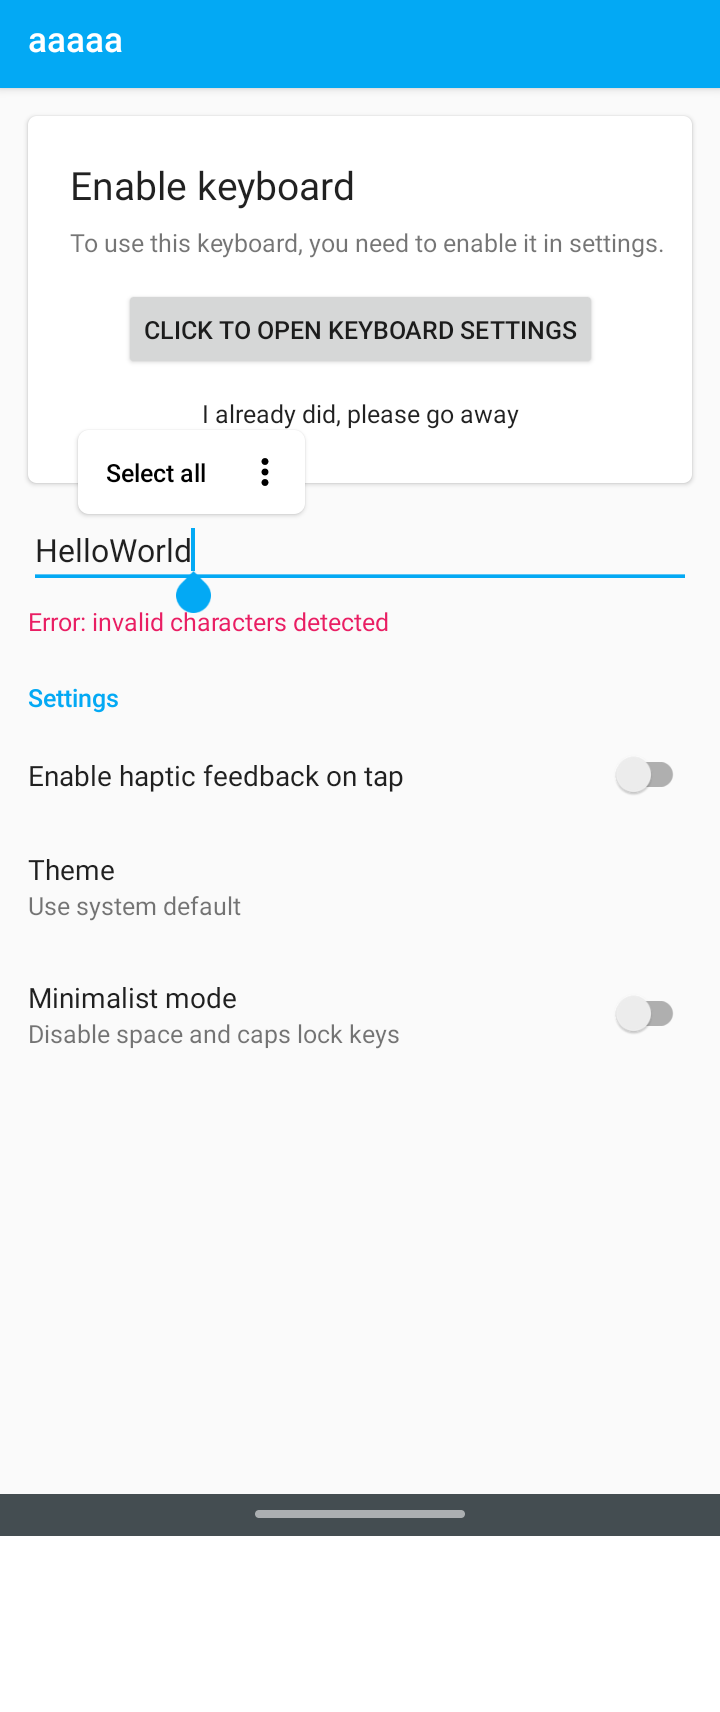 aaaaa
Enable keyboard
To use this keyboard, you need to enable it in settings.
CLICK TO OPEN KEYBOARD SETTINGS
I already did, please go away
Select all
HelloWorld
Error: invalid characters detected
Settings
Enable haptic feedback on tap
Theme
Use system default
Minimalist mode
Disable space and caps lock keys